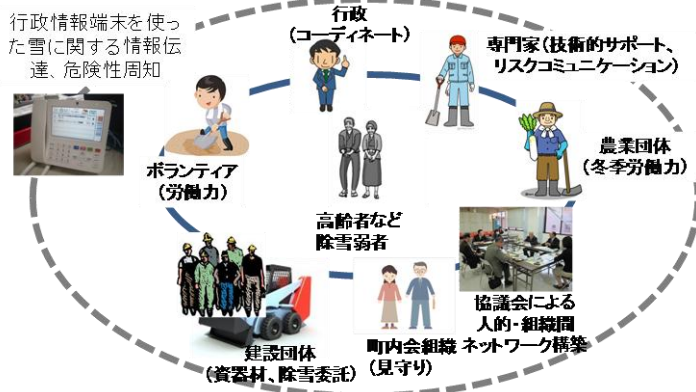 行政情報端末を使っ
た雪に関する情報伝
達、危険性周知
行政
（コーディネート）
専門家（技術的サポート、
リスクコミュニケーション）
ボランティア
（労働力）
農業団体
（冬季労働力）
高齢者など
除雪弱者
協議会による
人的・組織間
ネットワーク構築
町内会組織
（見守り）
建設団体
（資器材、除雪委託）